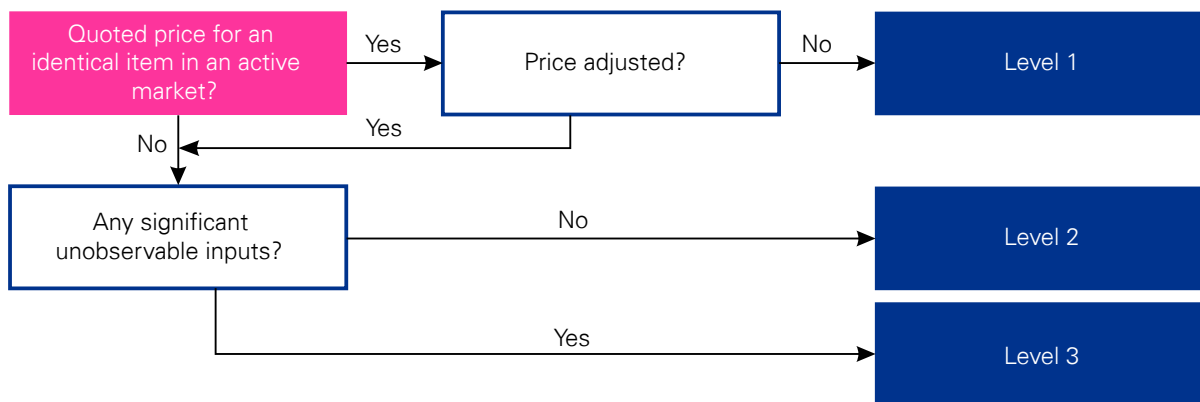 Quoted price for an
identical item in an active
market?
Yes
Price adjusted?
No
Level 1
Yes
No
Any significant
unobservable inputs?
No
Level 2
Yes
Level 3